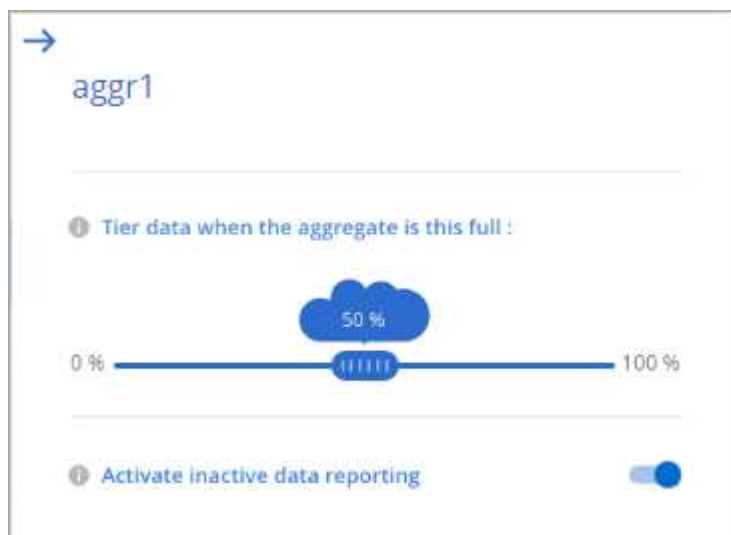 aggr1
Tier data when the aggregate is this full :
50 %
0 %
100 %
Activate inactive data reporting